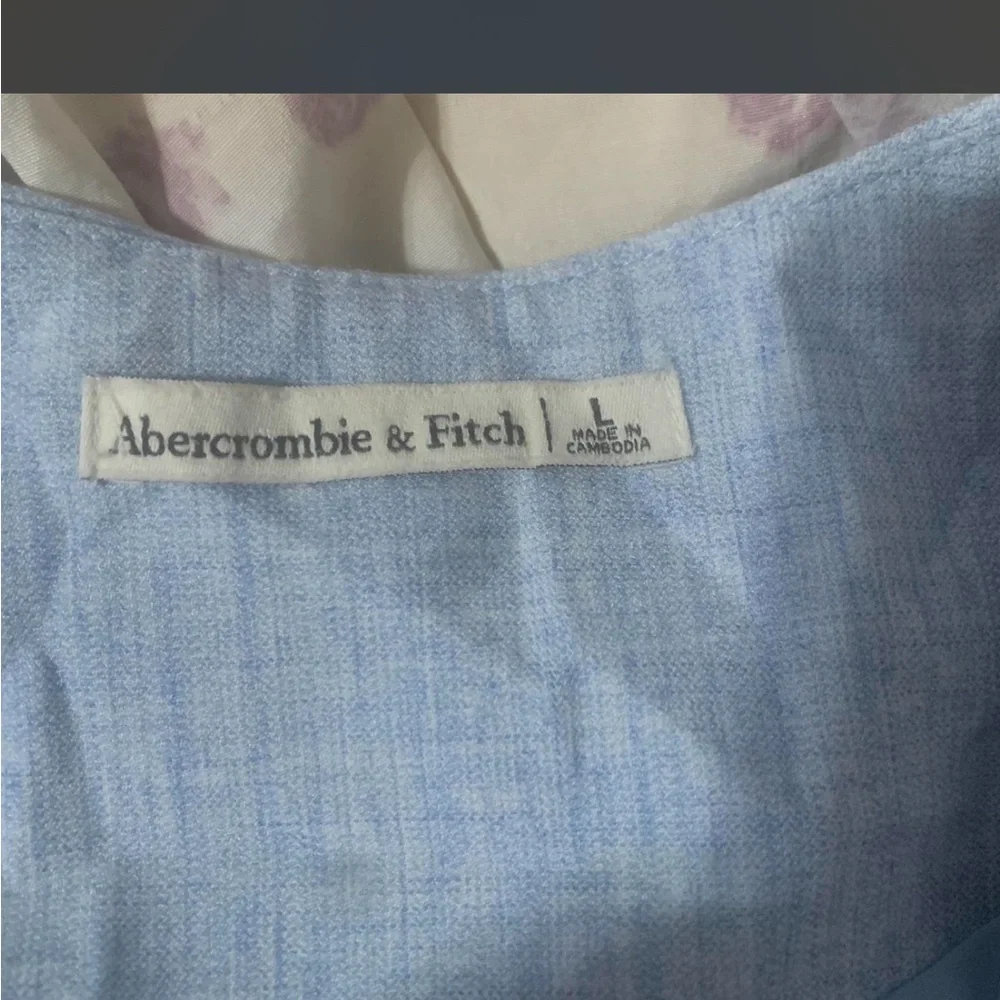 Abercrombie & Fitch | L
MADE IN
CAMBODIA